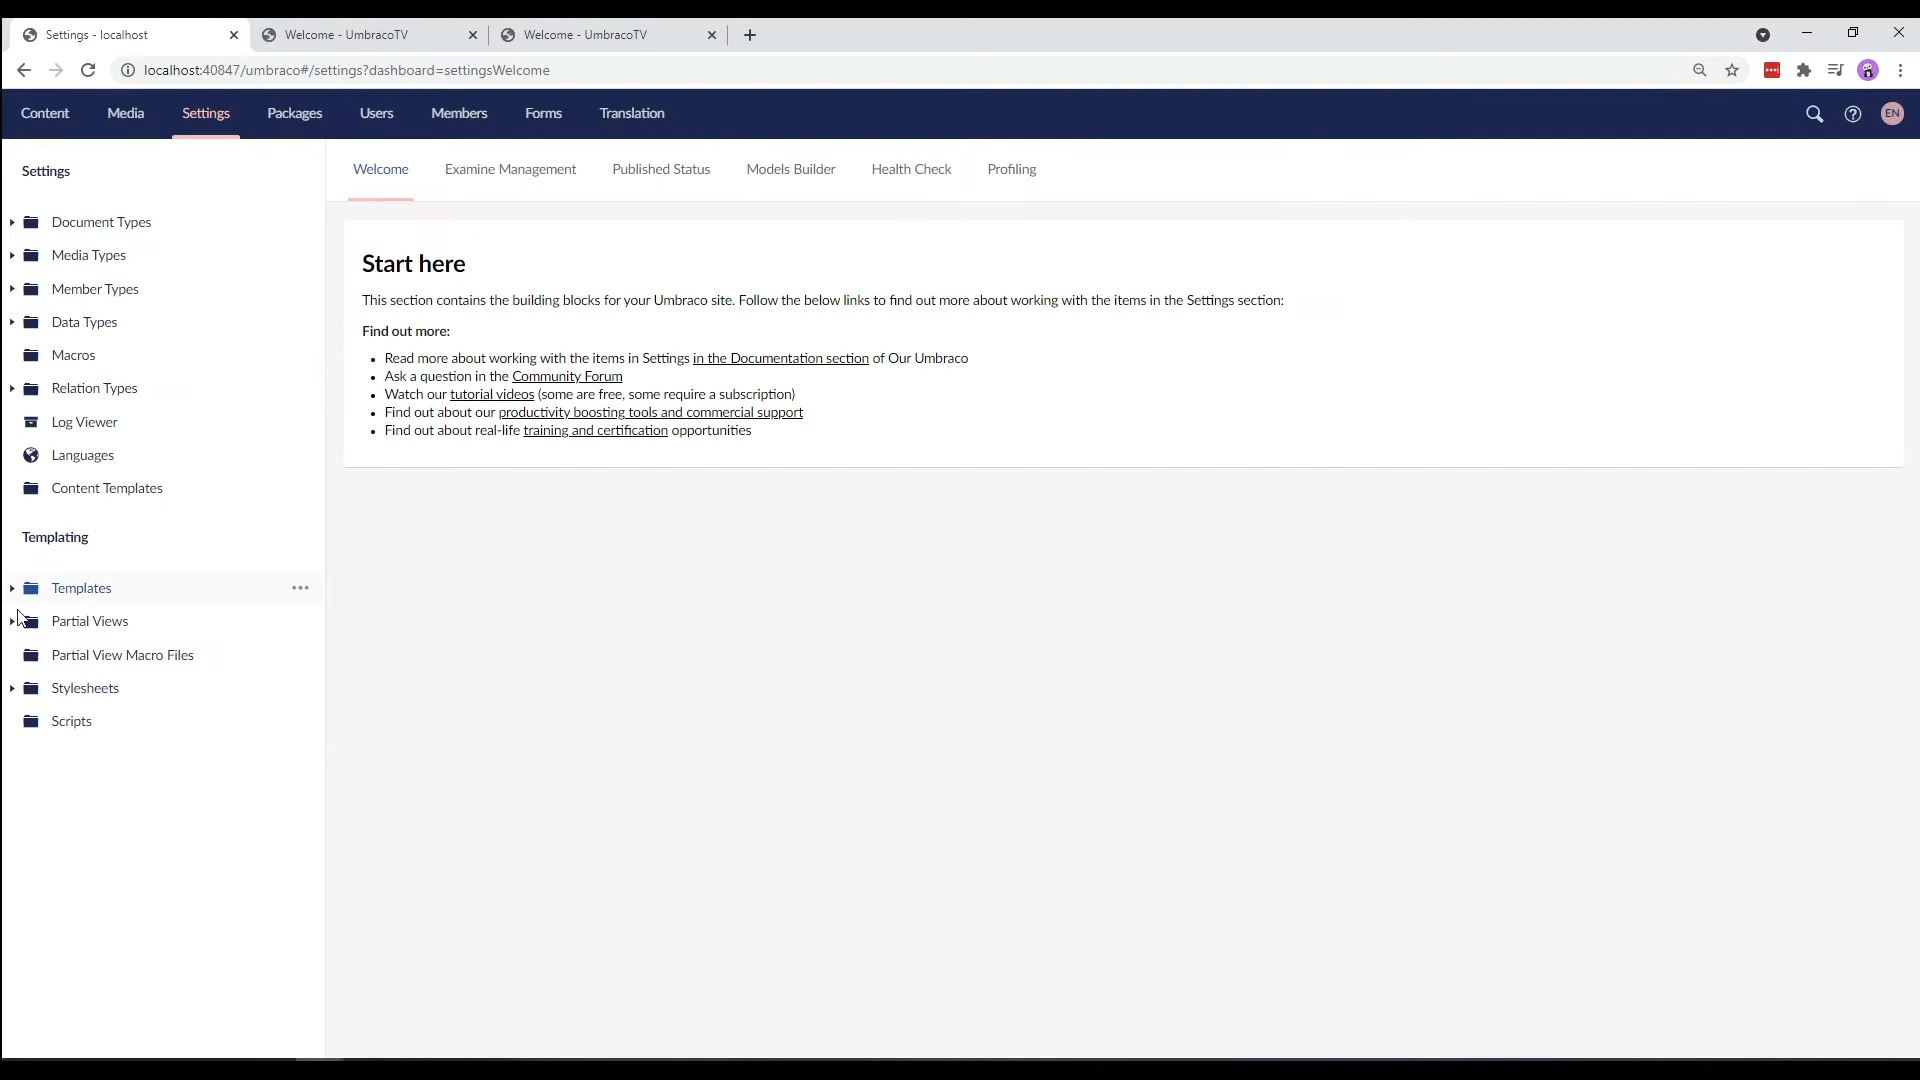 Settings - localhost
Welcome - UmbracoTV
Welcome - UmbracoTV
localhost:40847/umbraco#/settings?dashboard=settingsWelcome
Content Media Settings Packages Users Members Forms Translation
EN
Settings
Welcome Examine Management Published Status Models Builder Health Check Profiling
Document Types
Media Types
Member Types
Data Types
Macros
Relation Types
Log Viewer
Languages
Content Templates
Templating
Templates
Partial Views
Partial View Macro Files
Stylesheets
Scripts
Start here
This section contains the building blocks for your Umbraco site. Follow the below links to find out more about working with the items in the Settings section:
Find out more:
• Read more about working with the items in Settings in the Documentation section of Our Umbraco
• Ask a question in the Community Forum
• Watch our tutorial videos (some are free, some require a subscription)
• Find out about our productivity boosting tools and commercial support
• Find out about real-life training and certification opportunities